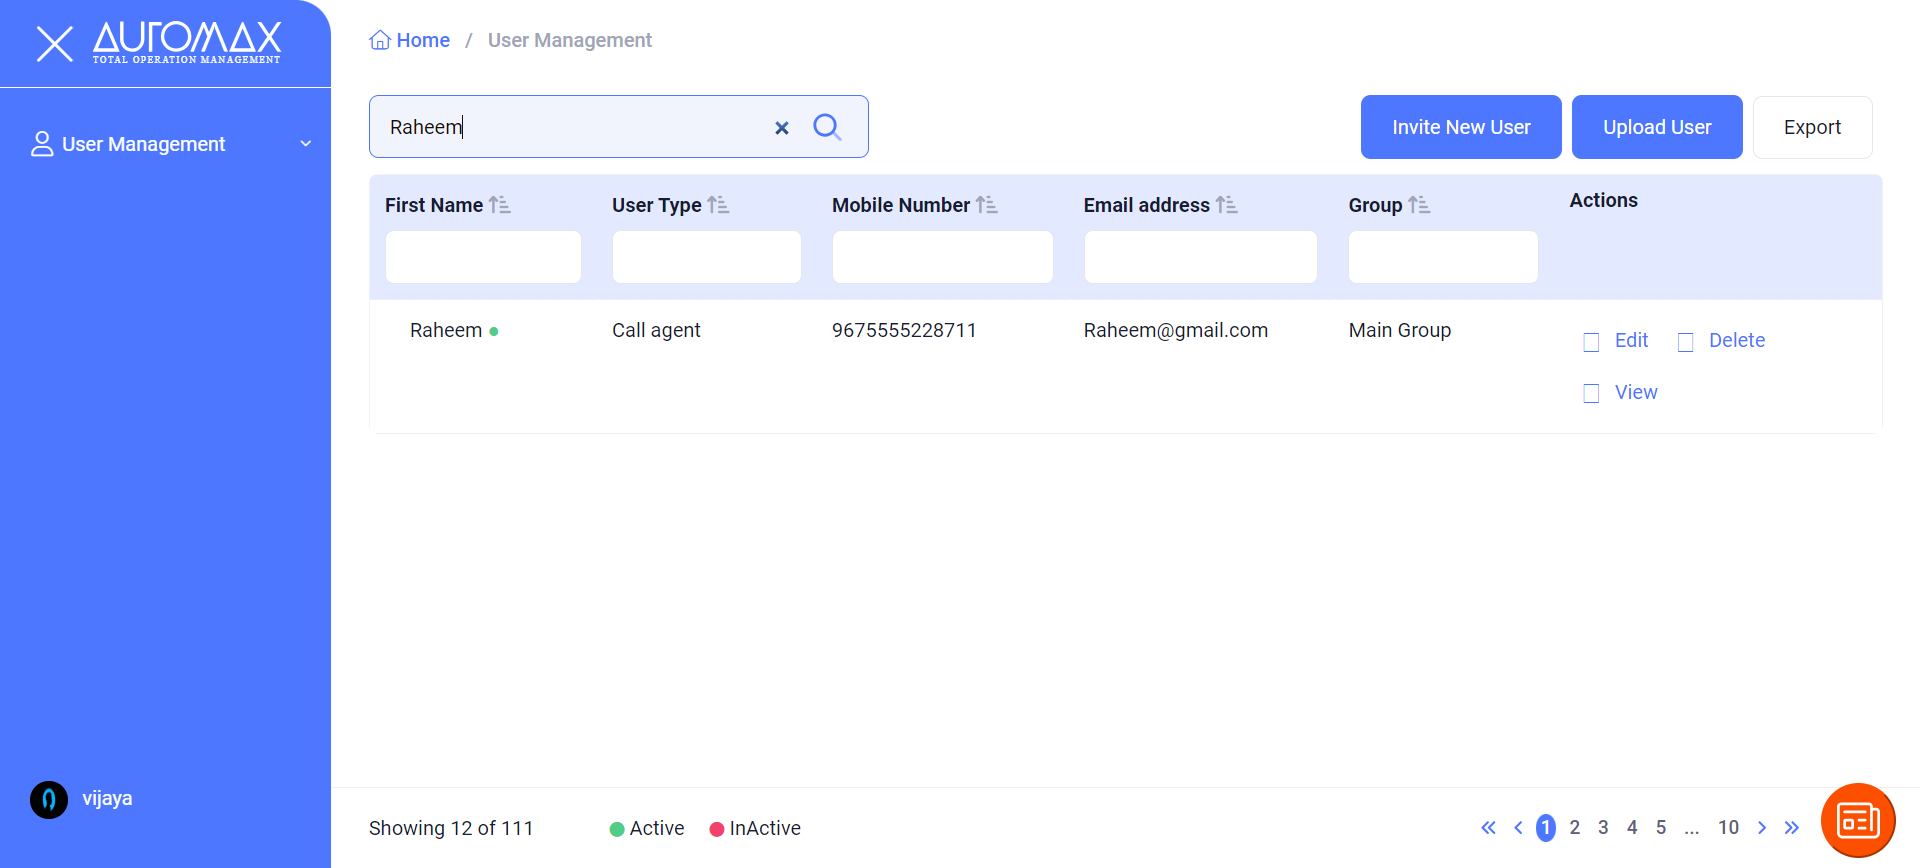 AUTOMAX
TOTAL OPERATION MANAGEMENT
User Management
vijaya
Home / User Management
Raheem
Invite New User
Upload User
Export
First Name User Type Mobile Number Email address Group Actions
Raheem Call agent 9675555228711 Raheem@gmail.com Main Group
Edit Delete
View
Showing 12 of 111 Active InActive
« ‹ 1 2 3 4 5 ... 10 › »